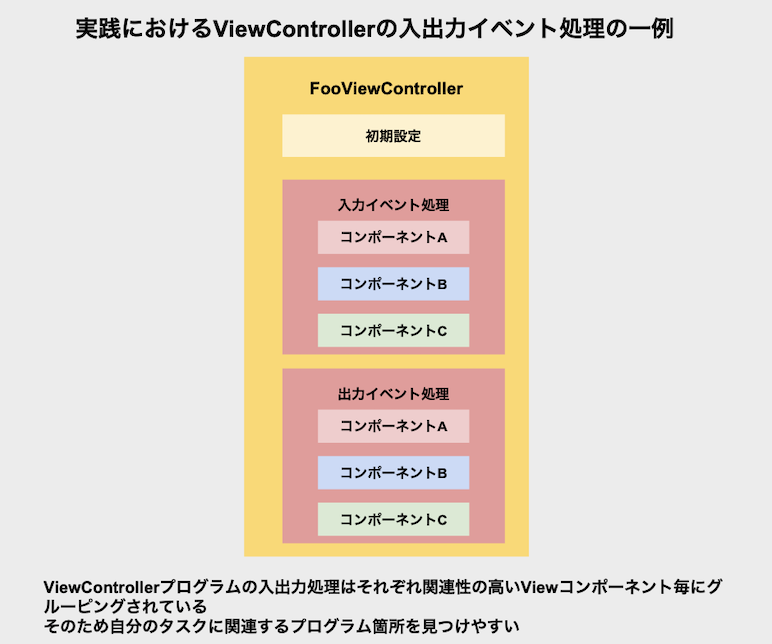 実践におけるViewControllerの入出力イベント処理の一例
FooViewController
初期設定
入力イベント処理
コンポーネントA
コンポーネントB
コンポーネントC
出力イベント処理
コンポーネントA
コンポーネントB
コンポーネントC
ViewControllerプログラムの入出力処理はそれぞれ関連性の高いViewコンポーネント毎にグ
ルーピングされている
そのため自分のタスクに関連するプログラム箇所を見つけやすい